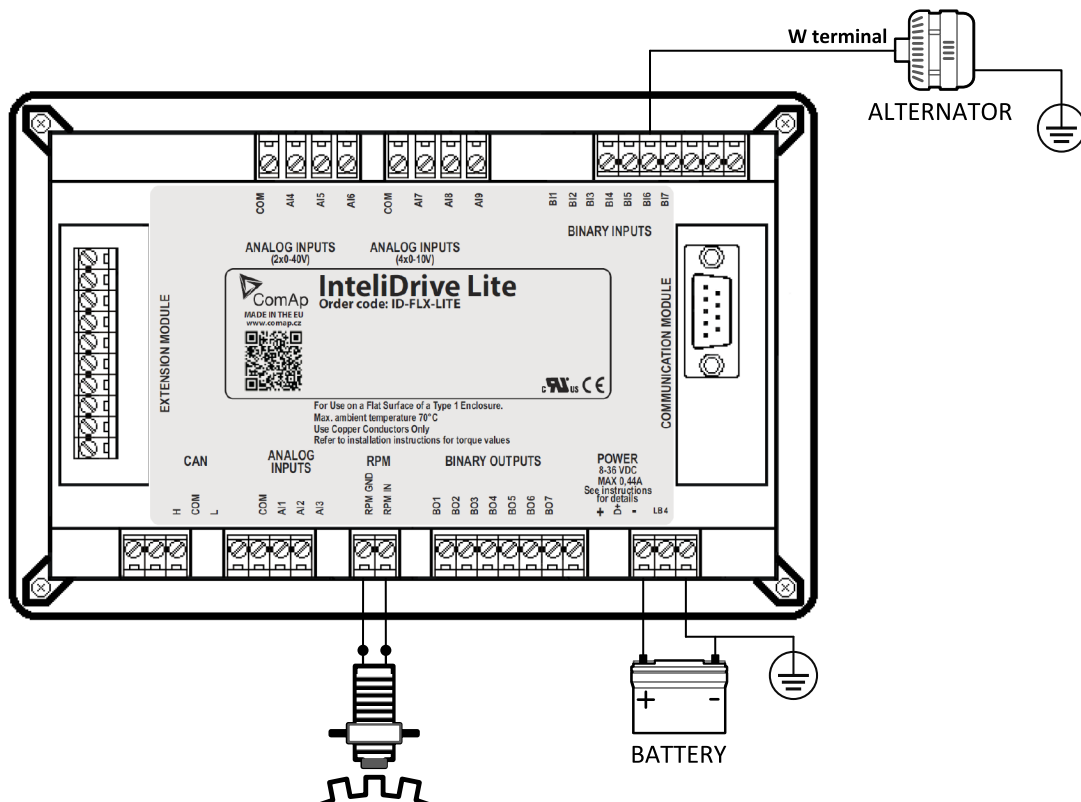 W terminal
ALTERNATOR
COM AI4 AI5 AI6 COM AI7 AI8 AI9 BI1 BI2 BI3 BI4 BI5 BI6 BI7
ANALOG INPUTS
(2x0-40V)
ANALOG INPUTS
(4x0-10V)
BINARY INPUTS
EXTENSION MODULE
ComAp
MADE IN THE EU
www.comap.cz
InteliDrive Lite
Order code: ID-FLX-LITE
c UL us CE
COMMUNICATION MODULE
For Use on a Flat Surface of a Type 1 Enclosure.
Max. ambient temperature 70°C
Use Copper Conductors Only
Refer to installation instructions for torque values
CAN
ANALOG
INPUTS
RPM
BINARY OUTPUTS
POWER
8-36 VDC
MAX 0,44A
See instructions
for details
H COM L COM AI1 AI2 AI3 RPM GND RPM IN BO1 BO2 BO3 BO4 BO5 BO6 BO7 + D+ - LB4
+ -
BATTERY